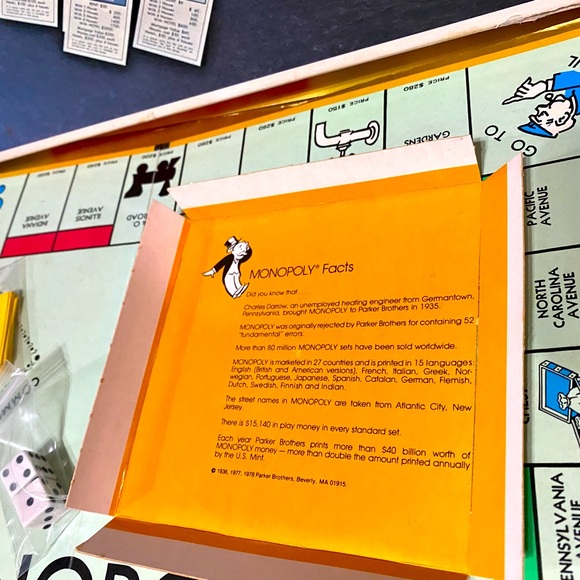 PRICE $280
PRICE $150
GARDENS
GO TO
INDIANA
AVENUE
ILLINOIS
AVENUE
PACIFIC
AVENUE
NORTH
CAROLINA
AVENUE
MONOPOLY® Facts
Did you know that...
Charles Darrow, an unemployed heating engineer from Germantown,
Pennsylvania, brought MONOPOLY to Parker Brothers in 1935.
MONOPOLY was originally rejected by Parker Brothers for containing 52
"fundamental" errors.
More than 80 million MONOPOLY sets have been sold worldwide.
MONOPOLY is marketed in 27 countries and is printed in 15 languages:
English (British and American versions), French, Italian, Greek, Nor-
wegian, Portuguese, Japanese, Spanish, Catalan, German, Flemish,
Dutch, Swedish, Finnish and Indian.
The street names in MONOPOLY are taken from Atlantic City, New
Jersey.
There is $15,140 in play money in every standard set.
Each year Parker Brothers prints more than $40 billion worth of
MONOPOLY money — more than double the amount printed annually
by the U.S. Mint.
© 1936, 1977, 1978 Parker Brothers, Beverly, MA 01915.
PENNSYLVANIA
AVENUE